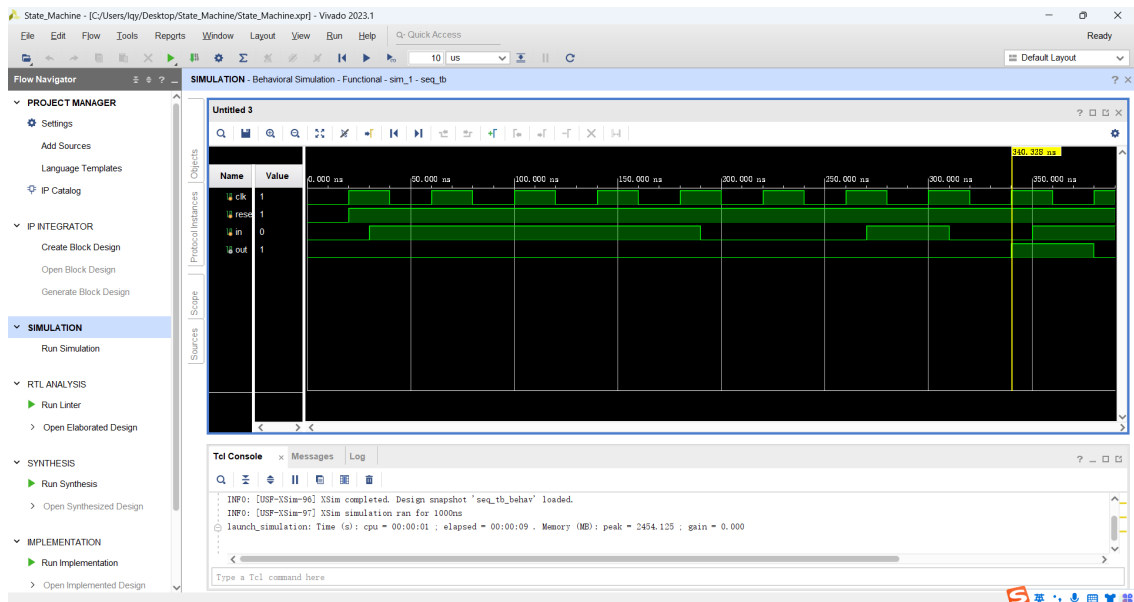 State_Machine - [C:/Users/lqy/Desktop/State_Machine/State_Machine.xpr] - Vivado 2023.1
File Edit Flow Tools Reports Window Layout View Run Help Q- Quick Access Ready
10 us Default Layout
Flow Navigator
SIMULATION - Behavioral Simulation - Functional - sim_1 - seq_tb
PROJECT MANAGER
Settings
Add Sources
Language Templates
IP Catalog
IP INTEGRATOR
Create Block Design
Open Block Design
Generate Block Design
SIMULATION
Run Simulation
RTL ANALYSIS
Run Linter
Open Elaborated Design
SYNTHESIS
Run Synthesis
Open Synthesized Design
IMPLEMENTATION
Run Implementation
Open Implemented Design
Objects
Protocol Instances
Scope
Sources
Untitled 3
340.328 ns
Name Value 0.000 ns 50.000 ns 100.000 ns 150.000 ns 200.000 ns 250.000 ns 300.000 ns 350.000 ns
clk 1
rese 1
in 0
out 1
Tcl Console Messages Log
INFO: [USF-XSim-96] XSim completed. Design snapshot 'seq_tb_behav' loaded.
INFO: [USF-XSim-97] XSim simulation ran for 1000ns
launch_simulation: Time (s): cpu = 00:00:01 ; elapsed = 00:00:09 . Memory (MB): peak = 2454.125 ; gain = 0.000
Type a Tcl command here
英